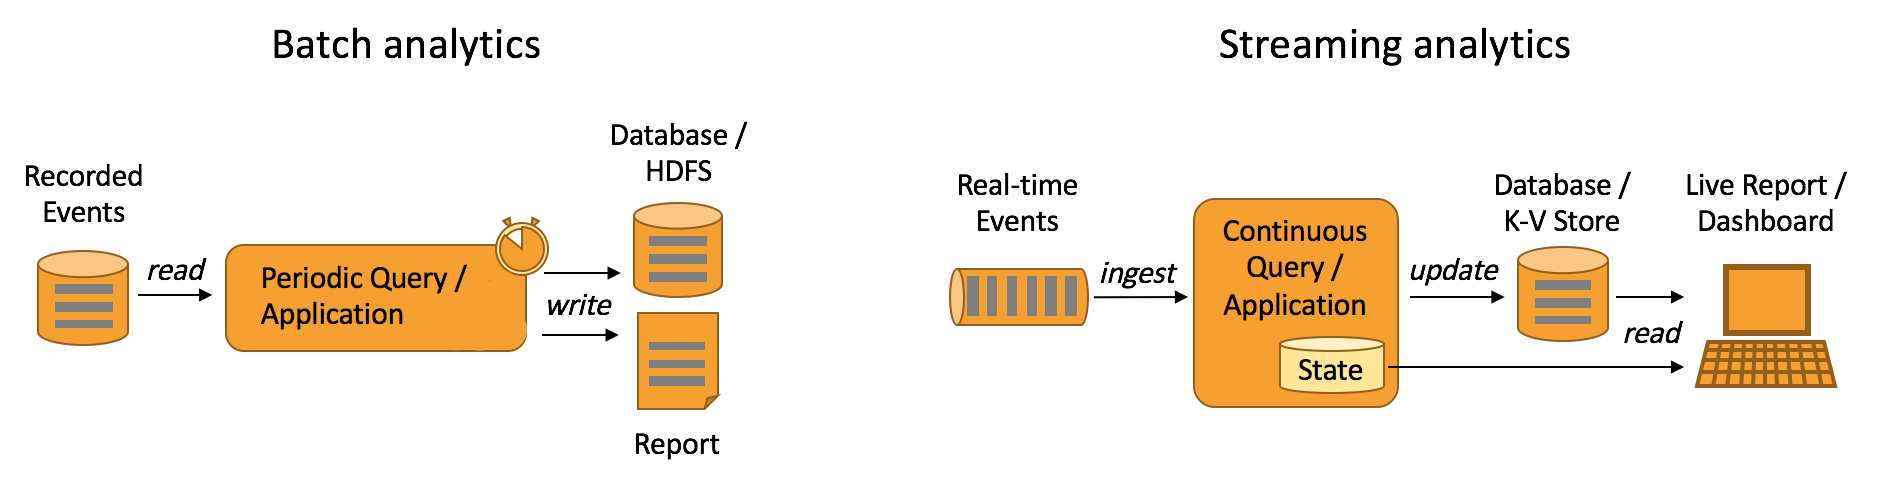 Batch analytics
Recorded
Events
read
Periodic Query /
Application
write
Database /
HDFS
Report
Streaming analytics
Real-time
Events
ingest
Continuous
Query /
Application
State
update
Database /
K-V Store
read
Live Report /
Dashboard